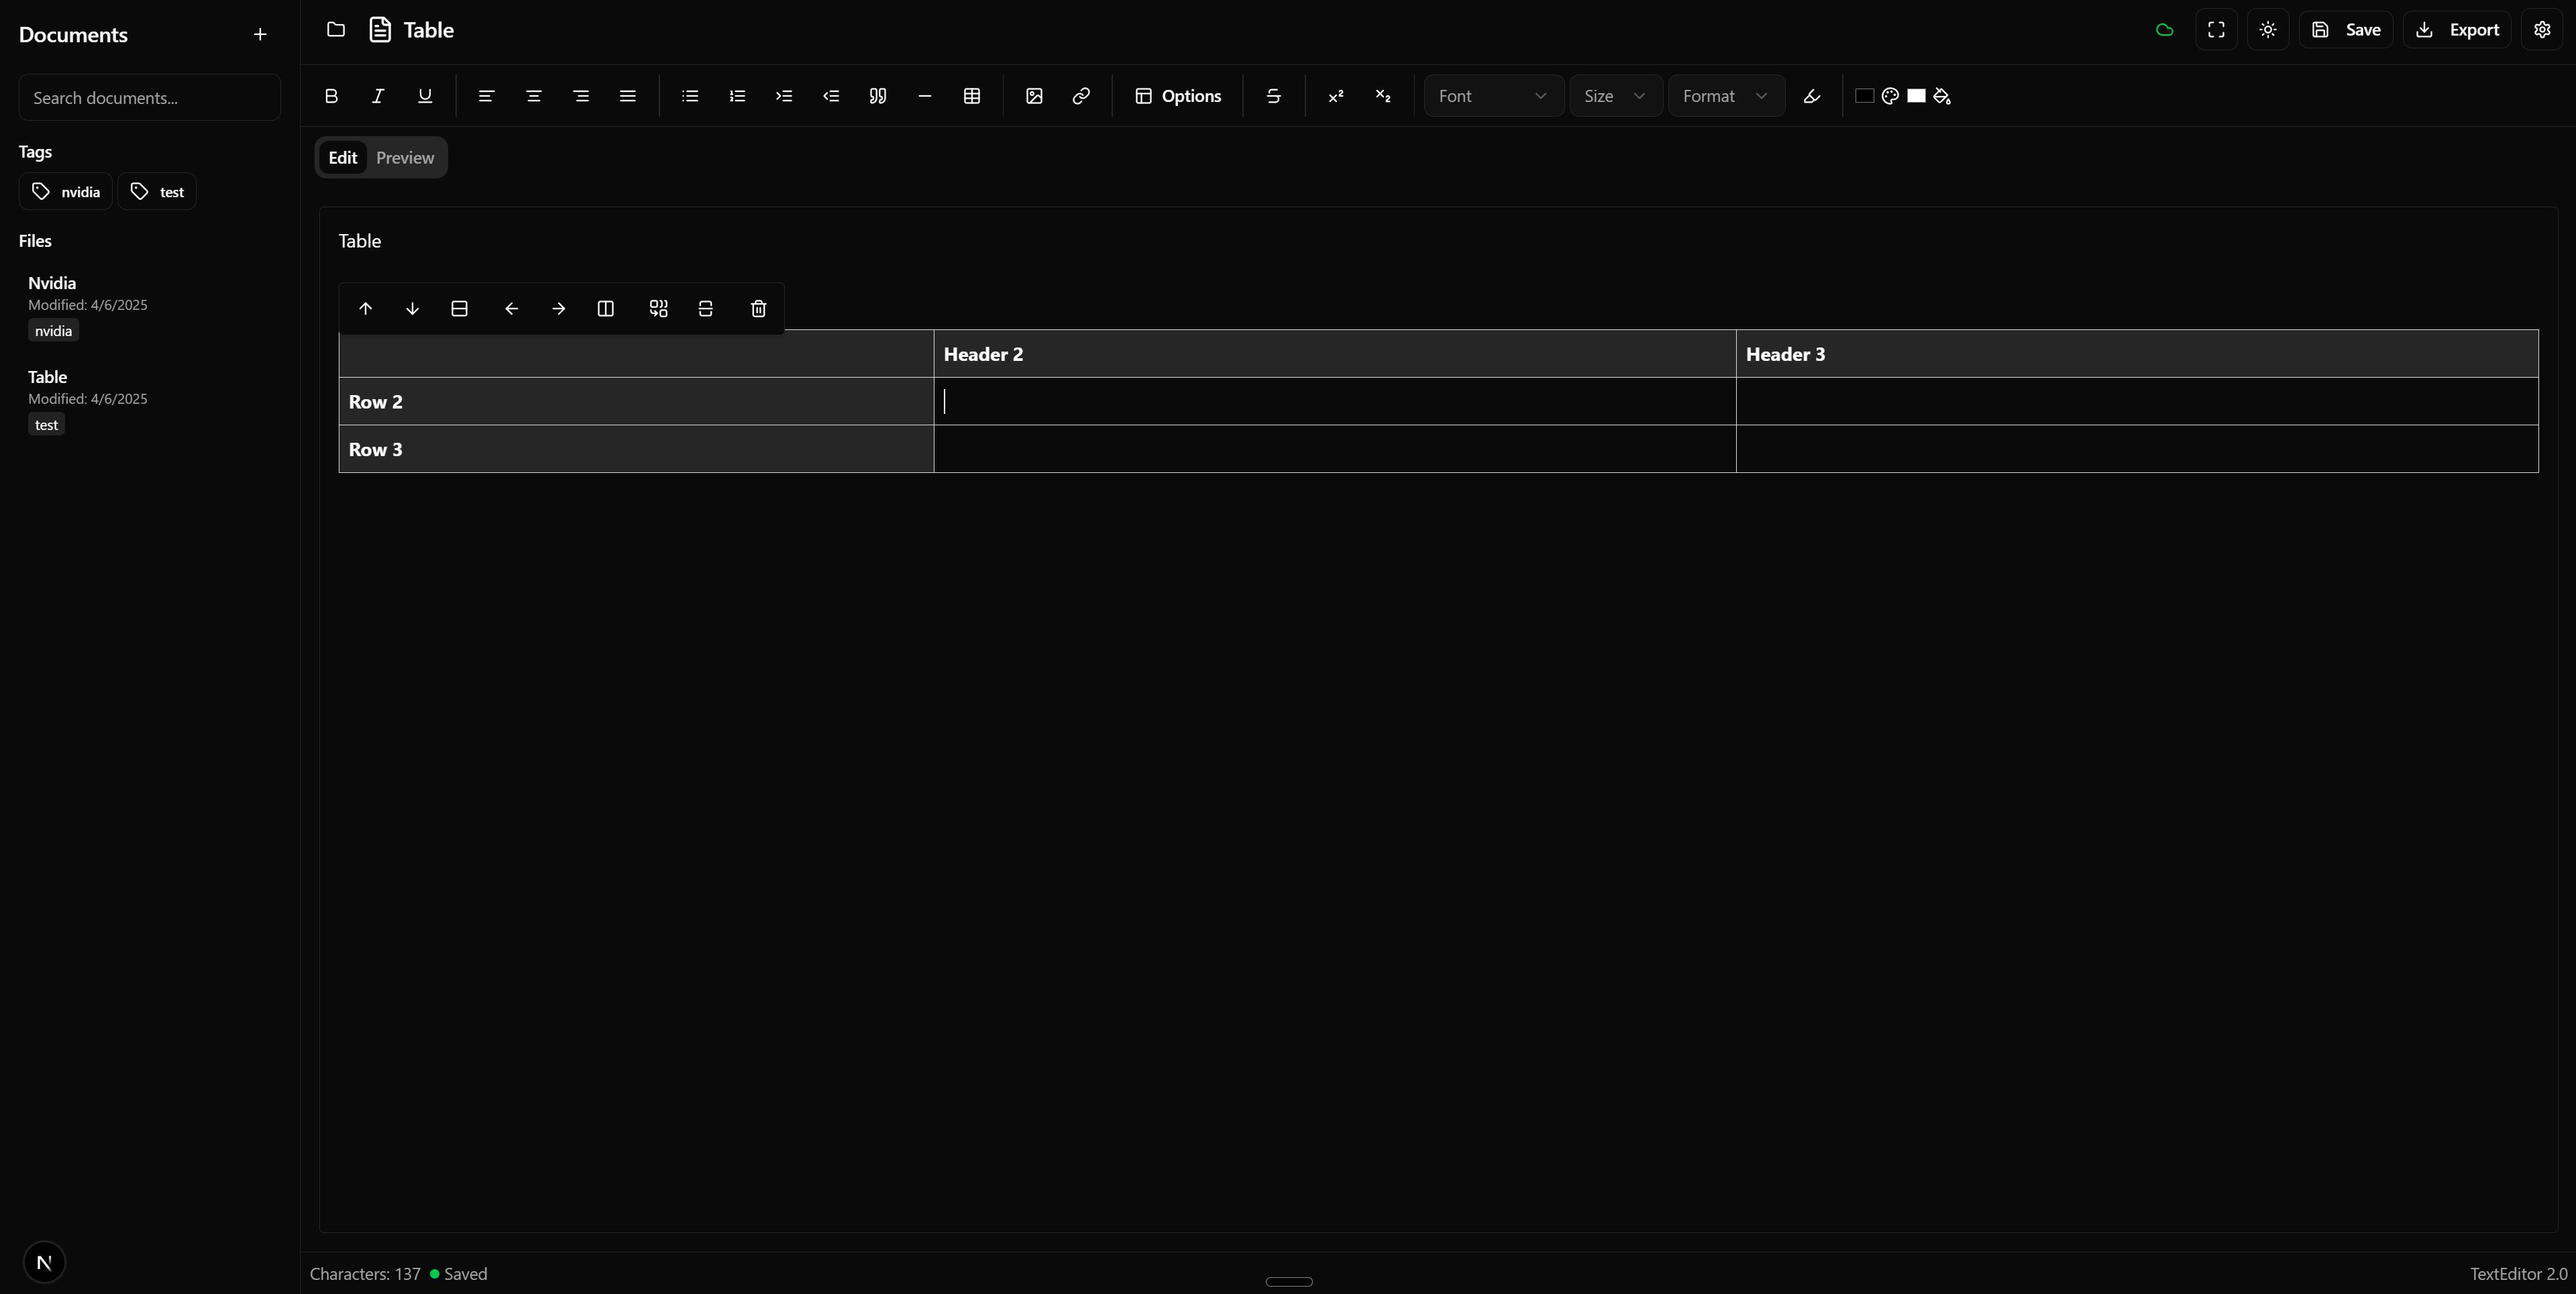 Documents
Search documents...
Tags
nvidia
test
Files
Nvidia
Modified: 4/6/2025
nvidia
Table
Modified: 4/6/2025
test
N
Table
Save
Export
B I U
Options
S
x²
x₂
Font
Size
Format
Edit
Preview
Table
Header 2
Header 3
Row 2
Row 3
Characters: 137
Saved
TextEditor 2.0